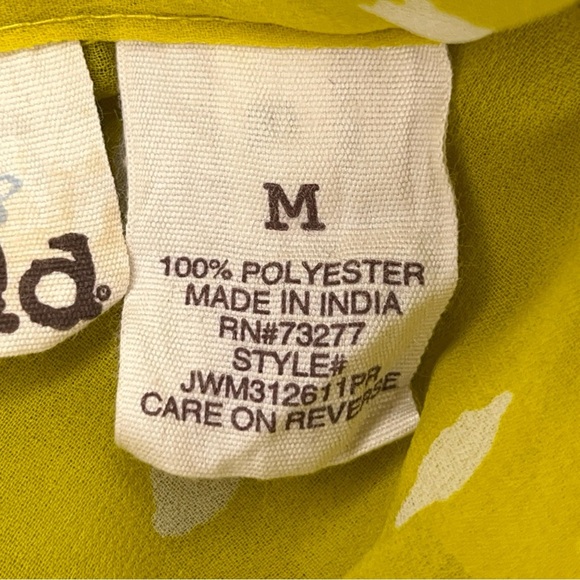 M
100% POLYESTER
MADE IN INDIA
RN#73277
STYLE#
JWM312611PR
CARE ON REVERSE